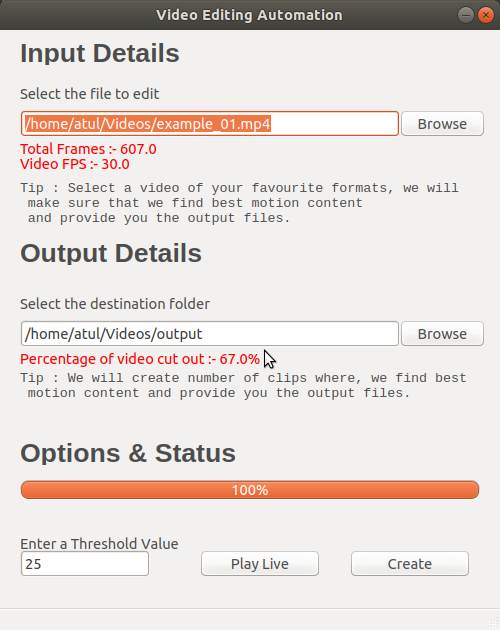 Video Editing Automation
Input Details
Select the file to edit
/home/atul/Videos/example_01.mp4
Browse
Total Frames :- 607.0
Video FPS :- 30.0
Tip : Select a video of your favourite formats, we will
make sure that we find best motion content
and provide you the output files.
Output Details
Select the destination folder
/home/atul/Videos/output
Browse
Percentage of video cut out :- 67.0%
Tip : We will create number of clips where, we find best
motion content and provide you the output files.
Options & Status
100%
Enter a Threshold Value
25
Play Live
Create